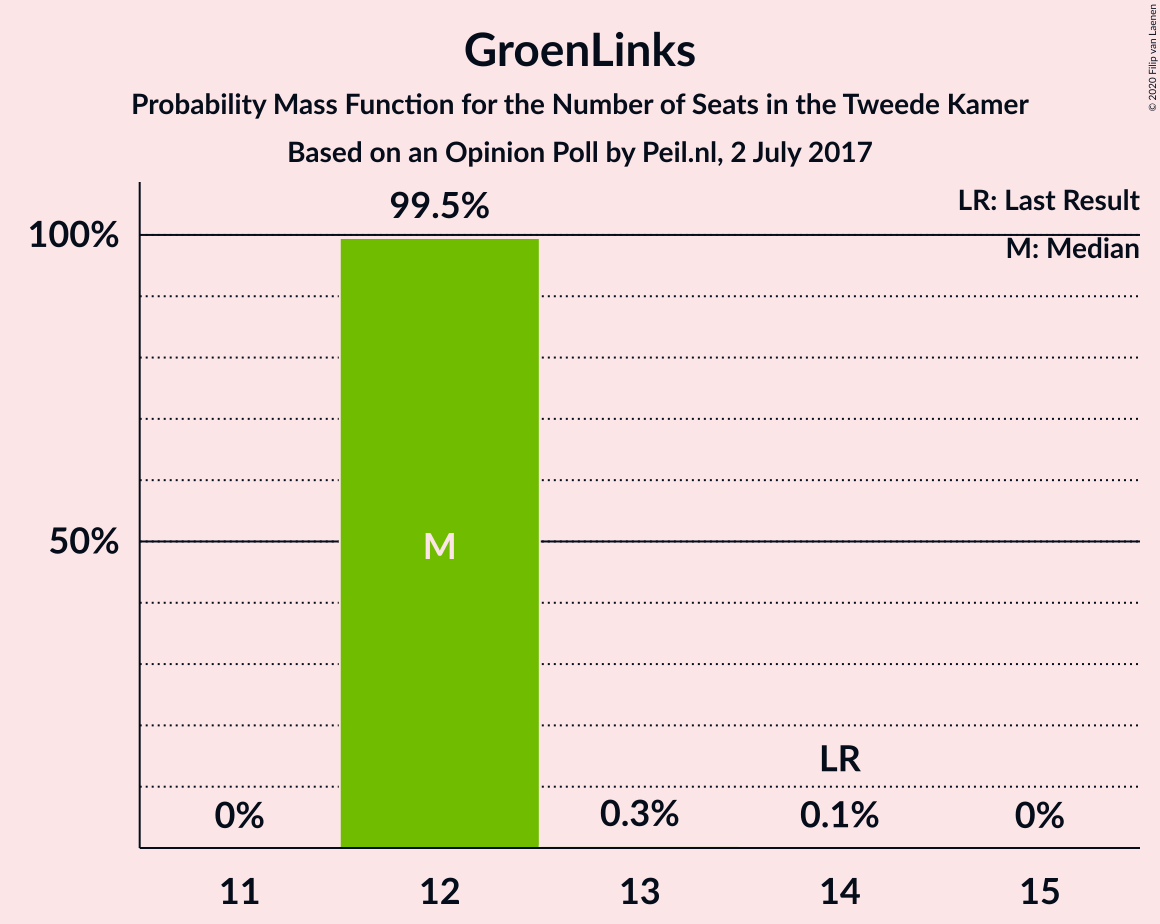 GroenLinks
Probability Mass Function for the Number of Seats in the Tweede Kamer
Based on an Opinion Poll by Peil.nl, 2 July 2017
© 2020 Filip van Laenen
LR: Last Result
M: Median
100%
50%
99.5%
M
LR
0%
0.3%
0.1%
0%
11
12
13
14
15